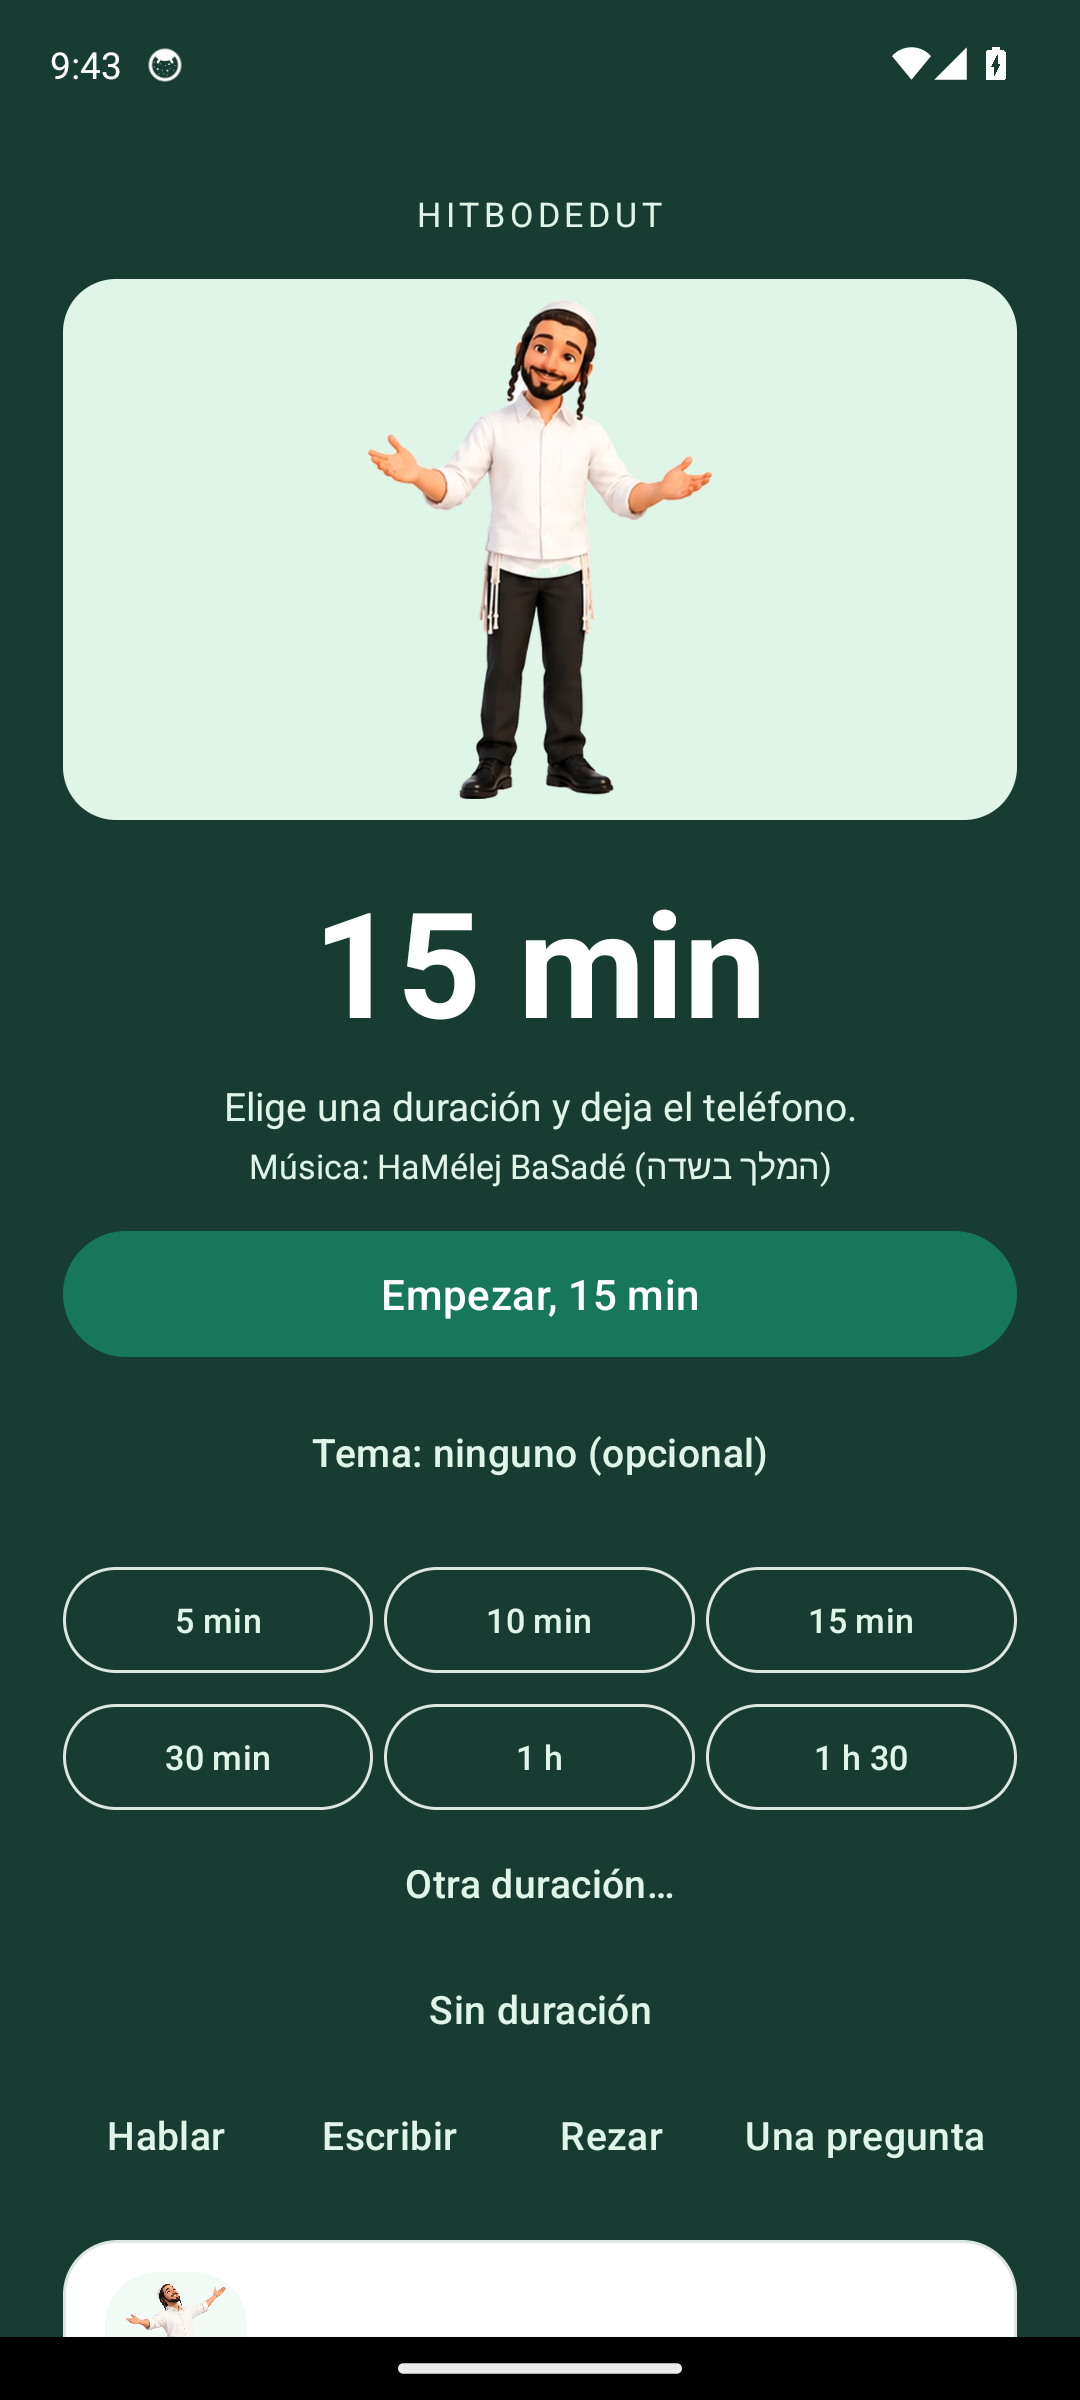 9:43
HITBODEDUT
15 min
Elige una duración y deja el teléfono.
Música: HaMélej BaSadé (המלך בשדה)
Empezar, 15 min
Tema: ninguno (opcional)
5 min
10 min
15 min
30 min
1 h
1 h 30
Otra duración…
Sin duración
Hablar
Escribir
Rezar
Una pregunta